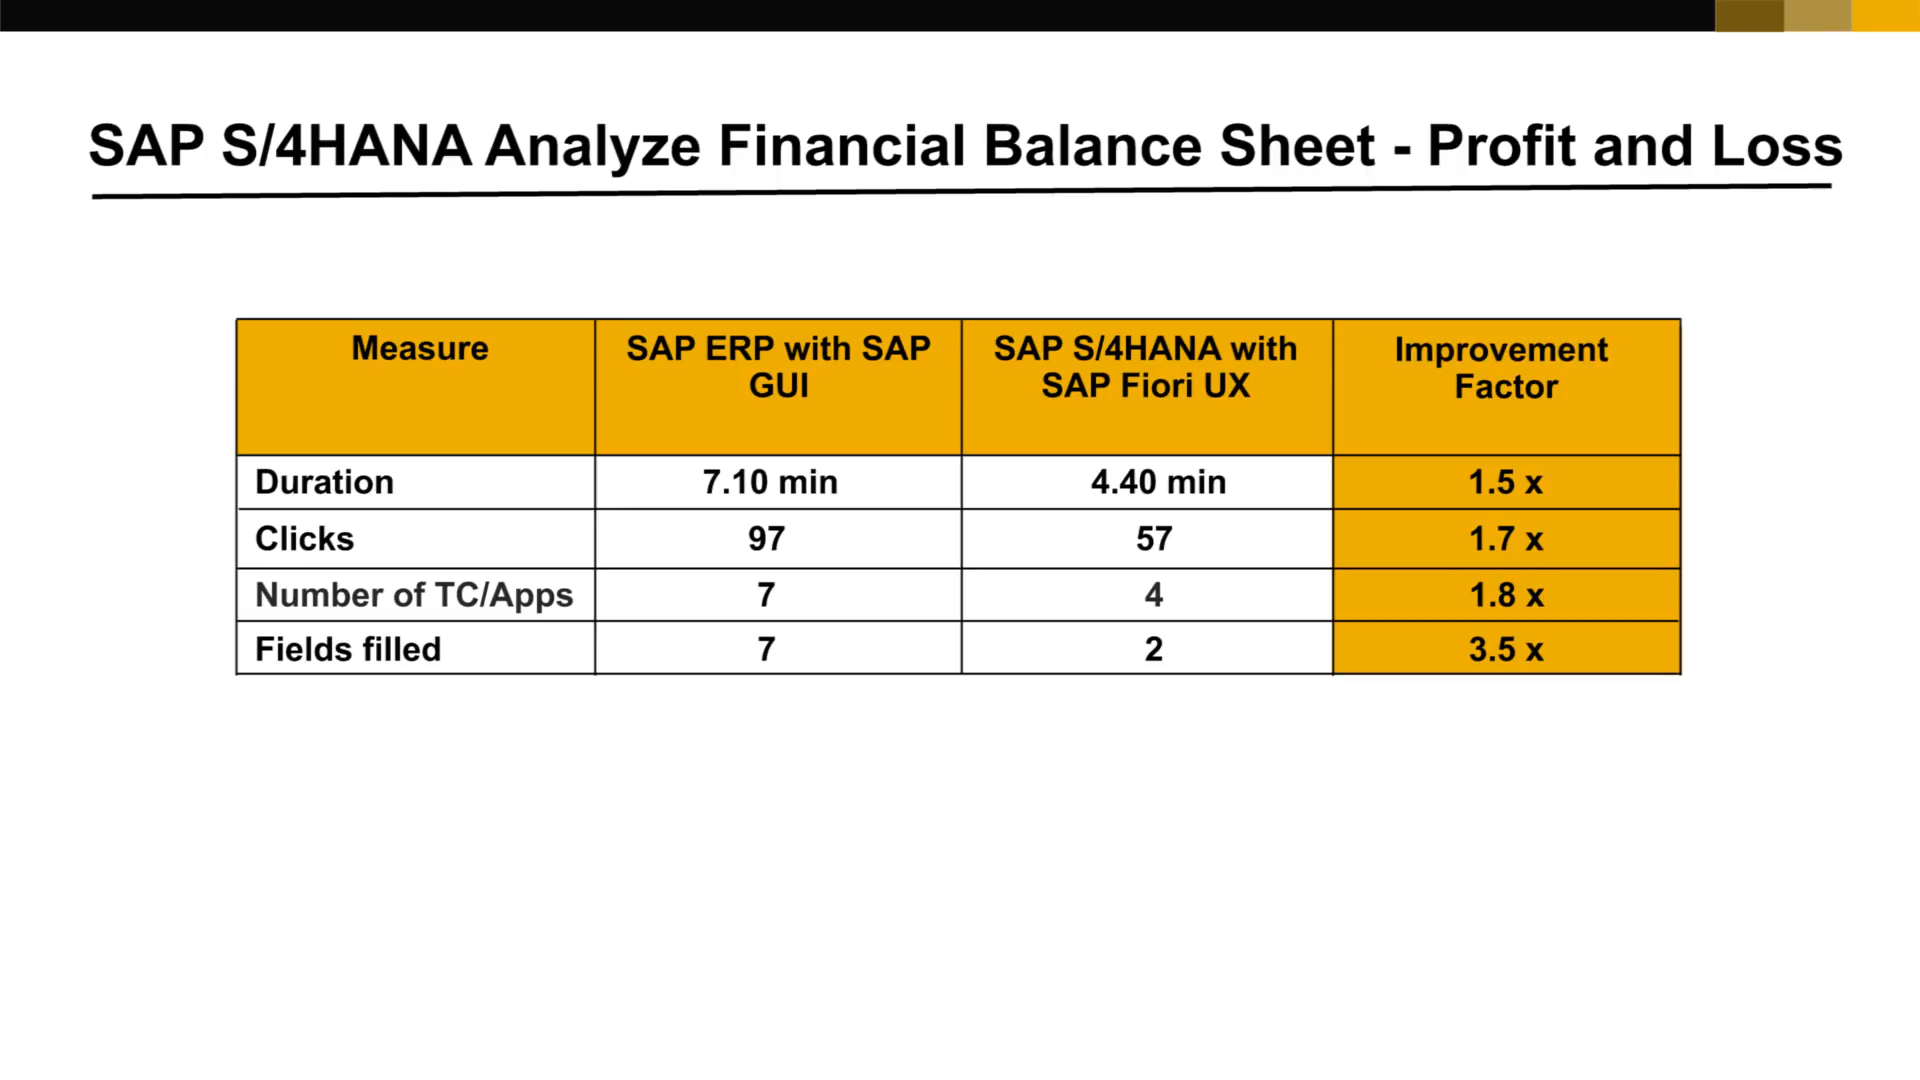 SAP S/4HANA Analyze Financial Balance Sheet - Profit and Loss
Measure
SAP ERP with SAP
GUI
SAP S/4HANA with
SAP Fiori UX
Improvement
Factor
Duration
7.10 min
4.40 min
1.5 x
Clicks
97
57
1.7 x
Number of TC/Apps
7
4
1.8 x
Fields filled
7
2
3.5 x